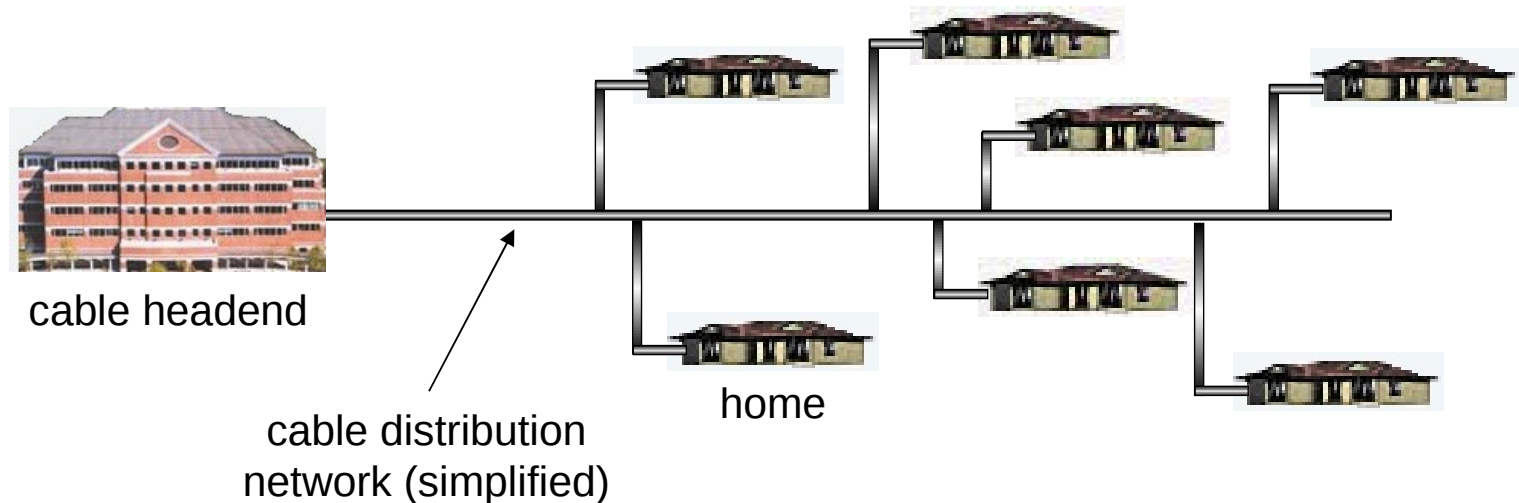 cable headend
home
cable distribution
network (simplified)